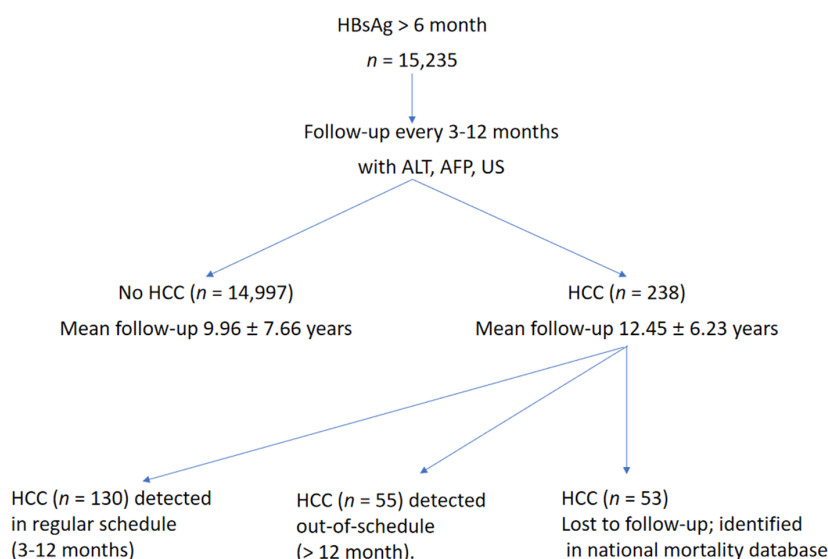 HBsAg > 6 month
n = 15,235
Follow-up every 3-12 months
with ALT, AFP, US
No HCC (n = 14,997)
Mean follow-up 9.96 ± 7.66 years
HCC (n = 238)
Mean follow-up 12.45 ± 6.23 years
HCC (n = 130) detected
in regular schedule
(3-12 months)
HCC (n = 55) detected
out-of-schedule
(> 12 month).
HCC (n = 53)
Lost to follow-up; identified
in national mortality database